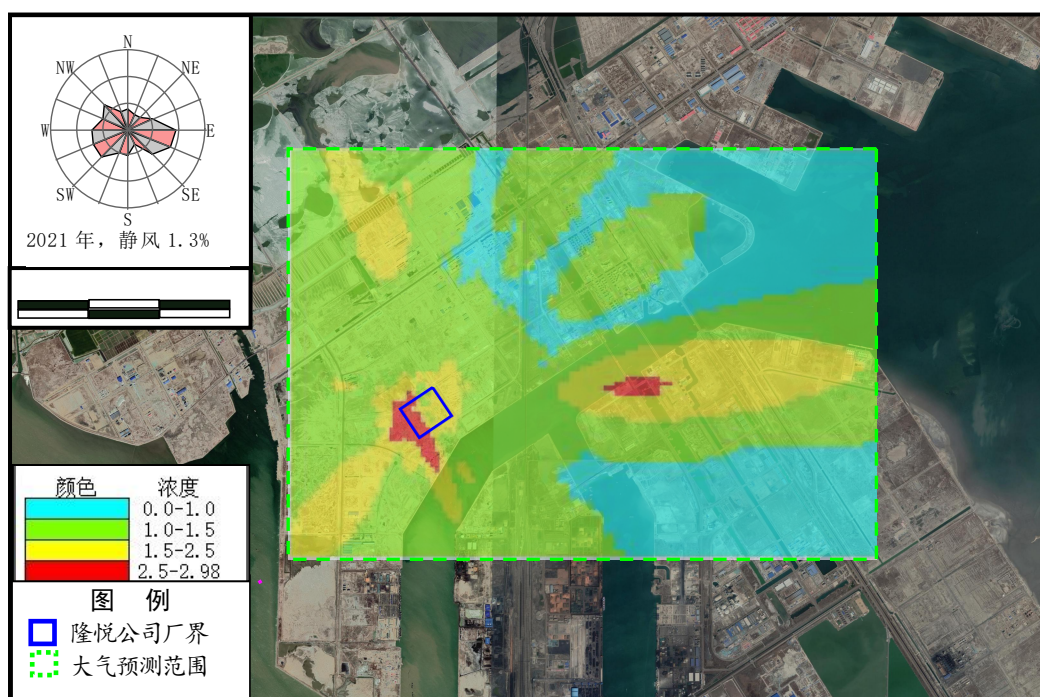 N
NW NE
W E
SW SE
S
2021 年，静风 1.3%
颜色 浓度
0.0-1.0
1.0-1.5
1.5-2.5
2.5-2.98
图 例
隆悦公司厂界
大气预测范围